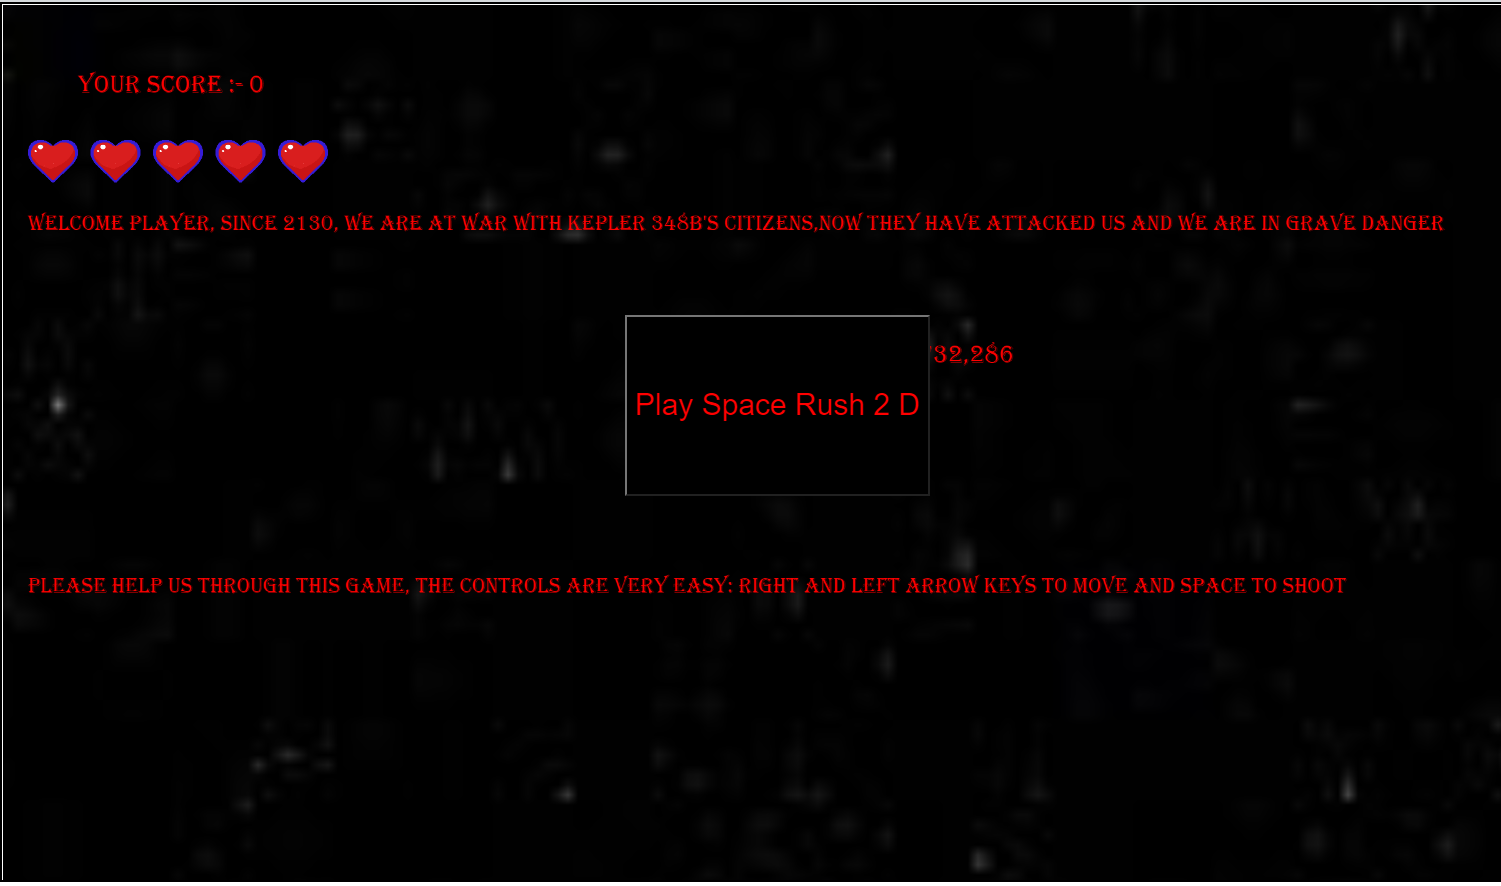 YOUR SCORE :- 0
WELCOME PLAYER, SINCE 2130, WE ARE AT WAR WITH KEPLER 348B'S CITIZENS,NOW THEY HAVE ATTACKED US AND WE ARE IN GRAVE DANGER
32,286
Play Space Rush 2 D
PLEASE HELP US THROUGH THIS GAME, THE CONTROLS ARE VERY EASY: RIGHT AND LEFT ARROW KEYS TO MOVE AND SPACE TO SHOOT